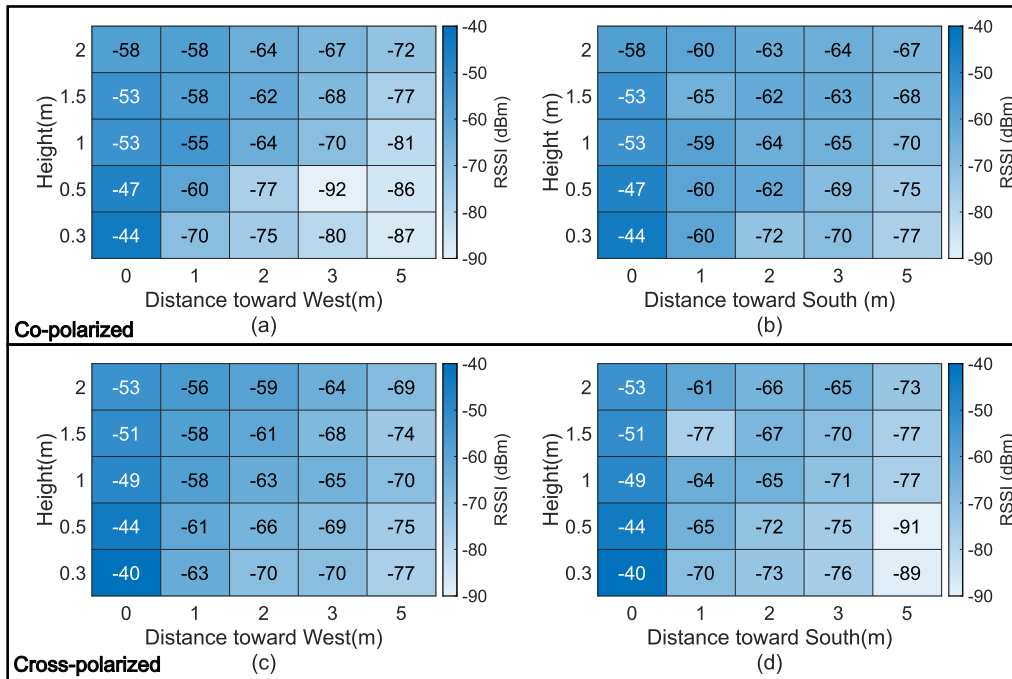 2 -58 -58 -64 -67 -72 -40
1.5 -53 -58 -62 -68 -77 -50
1 -53 -55 -64 -70 -81 -60
0.5 -47 -60 -77 -92 -86 -70
0.3 -44 -70 -75 -80 -87 -80
-90
Height(m)
RSSI (dBm)
0 1 2 3 5
Distance toward West(m)
(a)
2 -58 -60 -63 -64 -67 -40
1.5 -53 -65 -62 -63 -68 -50
1 -53 -59 -64 -65 -70 -60
0.5 -47 -60 -62 -69 -75 -70
0.3 -44 -60 -72 -70 -77 -80
-90
Height (m)
RSSI (dBm)
0 1 2 3 5
Distance toward South (m)
(b)
Co-polarized
2 -53 -56 -59 -64 -69 -40
1.5 -51 -58 -61 -68 -74 -50
1 -49 -58 -63 -65 -70 -60
0.5 -44 -61 -66 -69 -75 -70
0.3 -40 -63 -70 -70 -77 -80
-90
Height(m)
RSSI (dBm)
0 1 2 3 5
Distance toward West(m)
(c)
2 -53 -61 -66 -65 -73 -40
1.5 -51 -77 -67 -70 -77 -50
1 -49 -64 -65 -71 -77 -60
0.5 -44 -65 -72 -75 -91 -70
0.3 -40 -70 -73 -76 -89 -80
-90
Height(m)
RSSI (dBm)
0 1 2 3 5
Distance toward South(m)
(d)
Cross-polarized